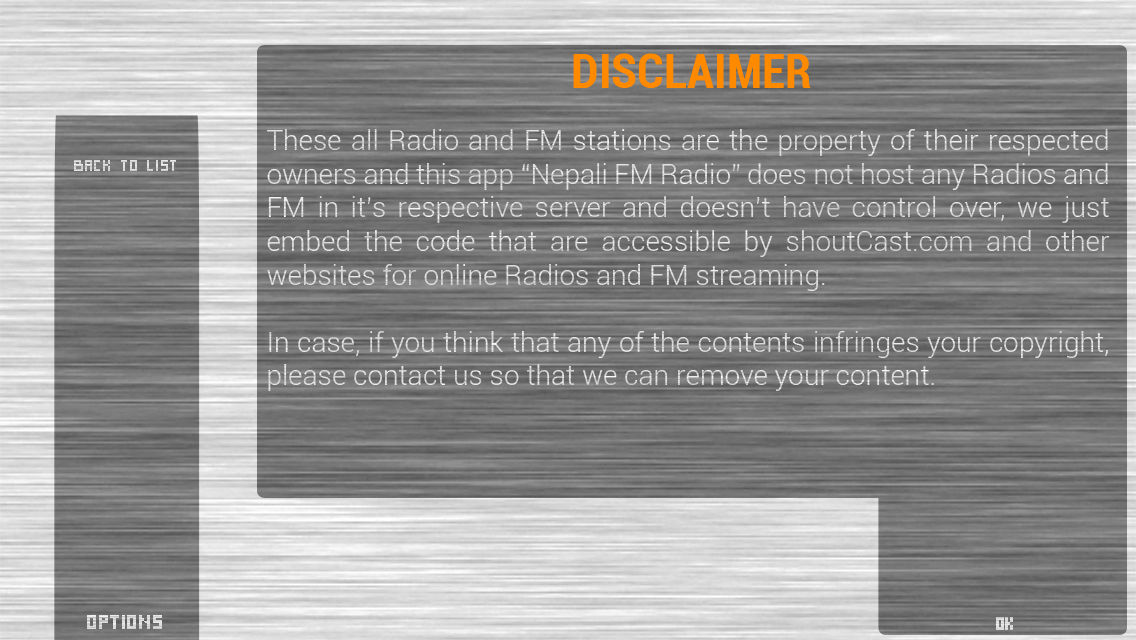 DISCLAIMER
BACK TO LIST
These all Radio and FM stations are the property of their respected
owners and this app “Nepali FM Radio” does not host any Radios and
FM in it's respective server and doesn't have control over, we just
embed the code that are accessible by shoutCast.com and other
websites for online Radios and FM streaming.
In case, if you think that any of the contents infringes your copyright,
please contact us so that we can remove your content.
OPTIONS
OK